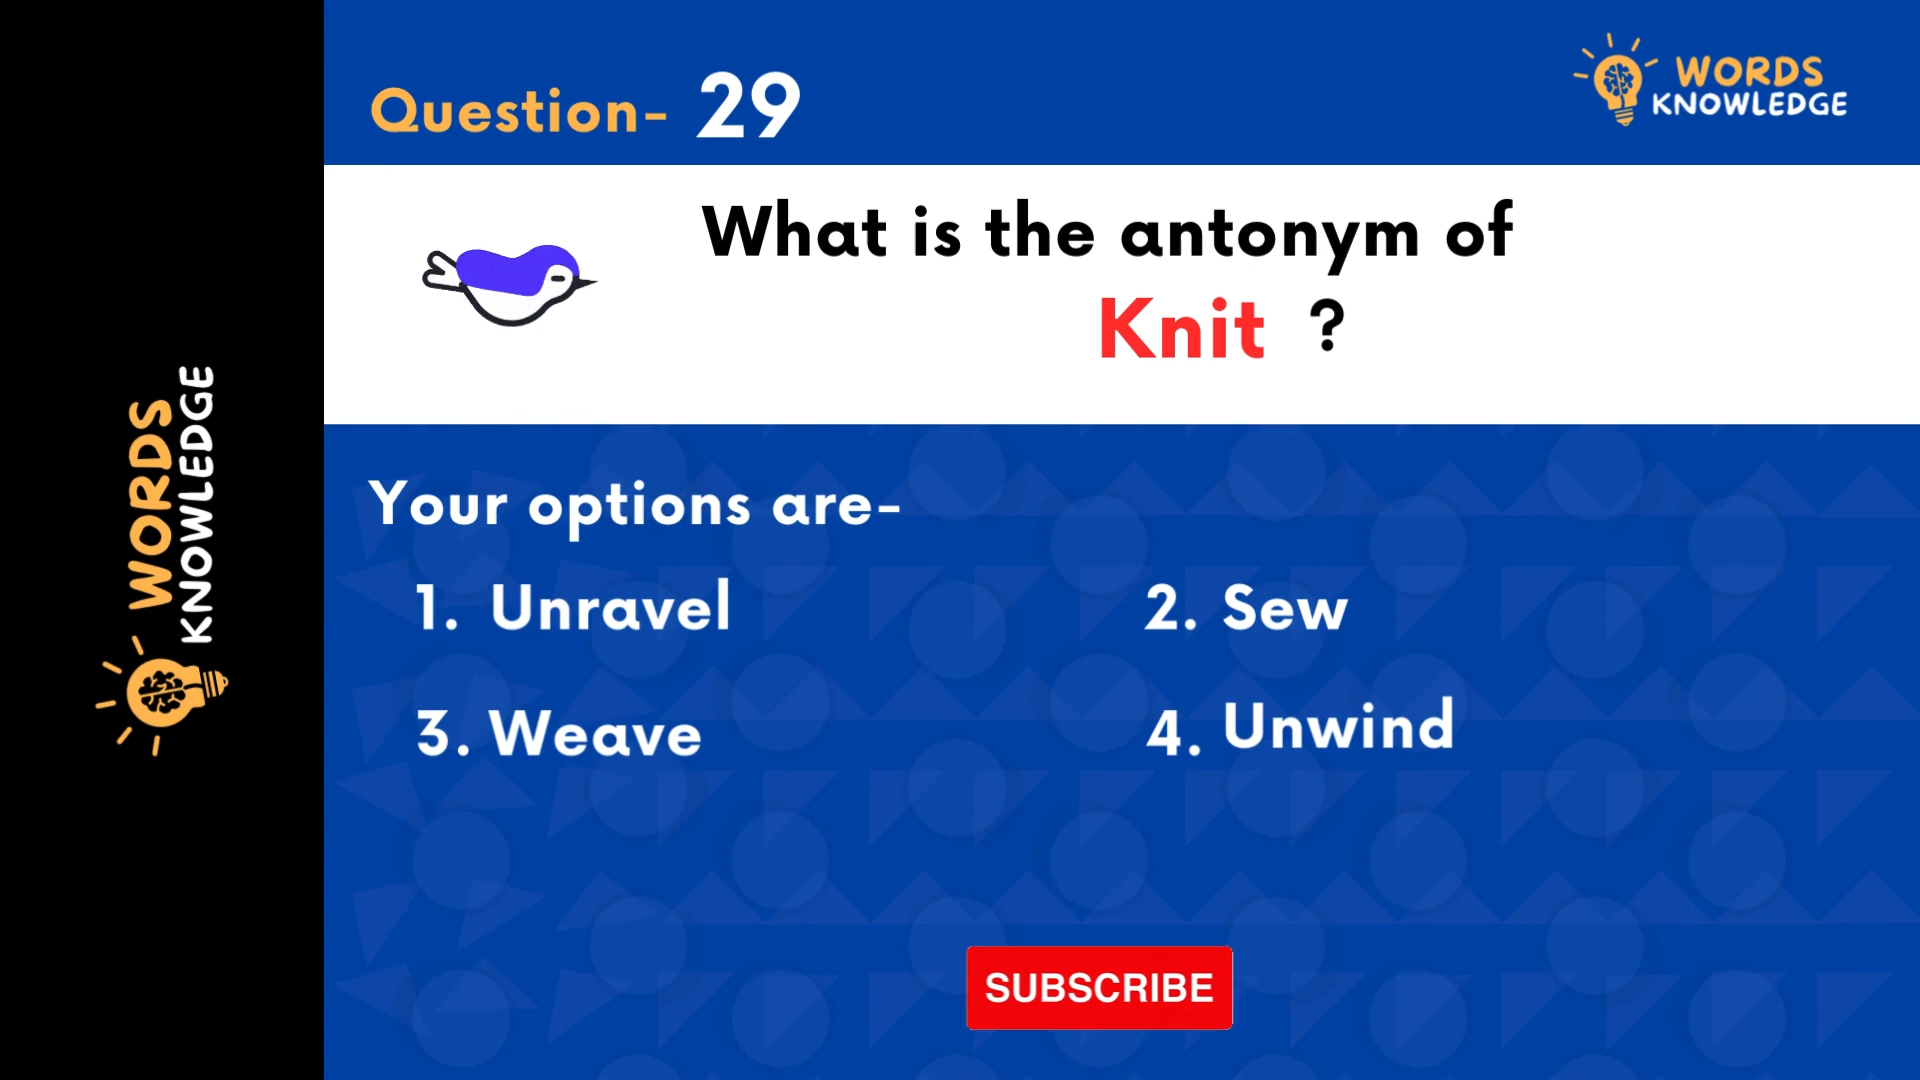 Question- 29
WORDS
KNOWLEDGE
What is the antonym of
Knit ?
WORDS
KNOWLEDGE
Your options are-
1. Unravel
2. Sew
3. Weave
4. Unwind
SUBSCRIBE